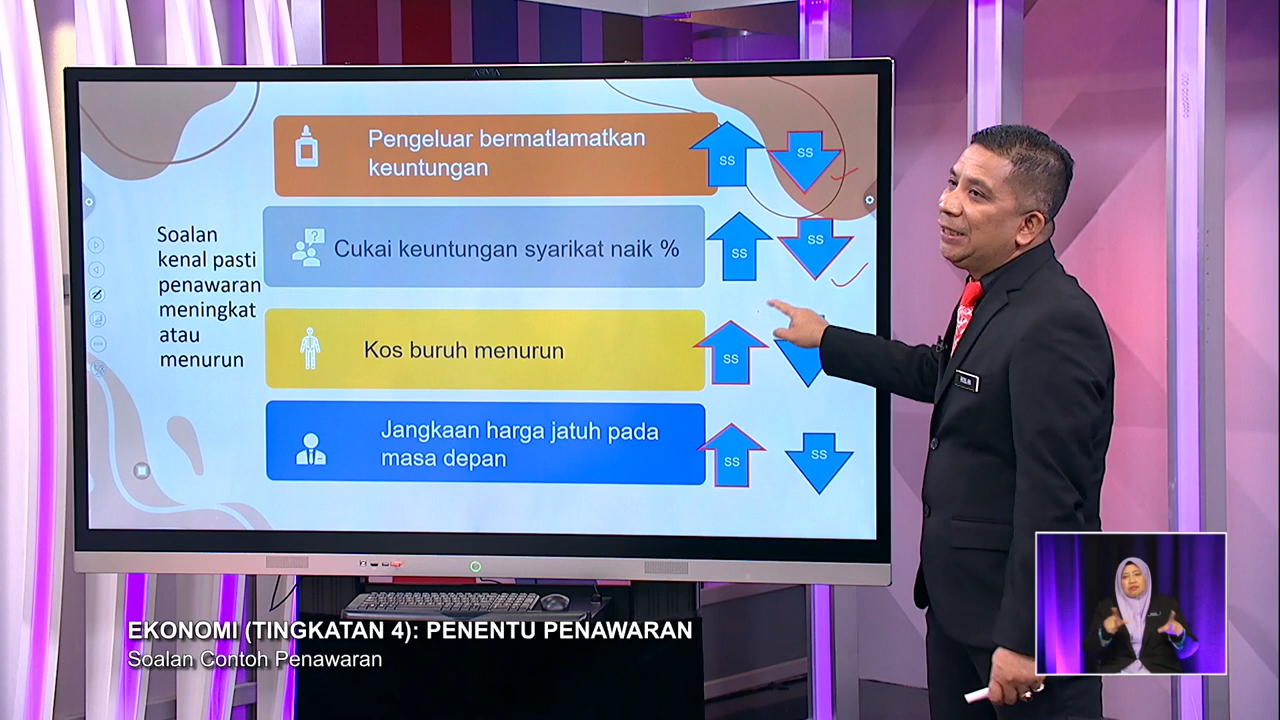 ARVIA
Pengeluar bermatlamatkan
keuntungan
SS
SS
Soalan
kenal pasti
penawaran
meningkat
atau
menurun
?
Cukai keuntungan syarikat naik %
SS
SS
Kos buruh menurun
SS
Jangkaan harga jatuh pada
masa depan
SS
SS
EKONOMI (TINGKATAN 4): PENENTU PENAWARAN
Soalan Contoh Penawaran